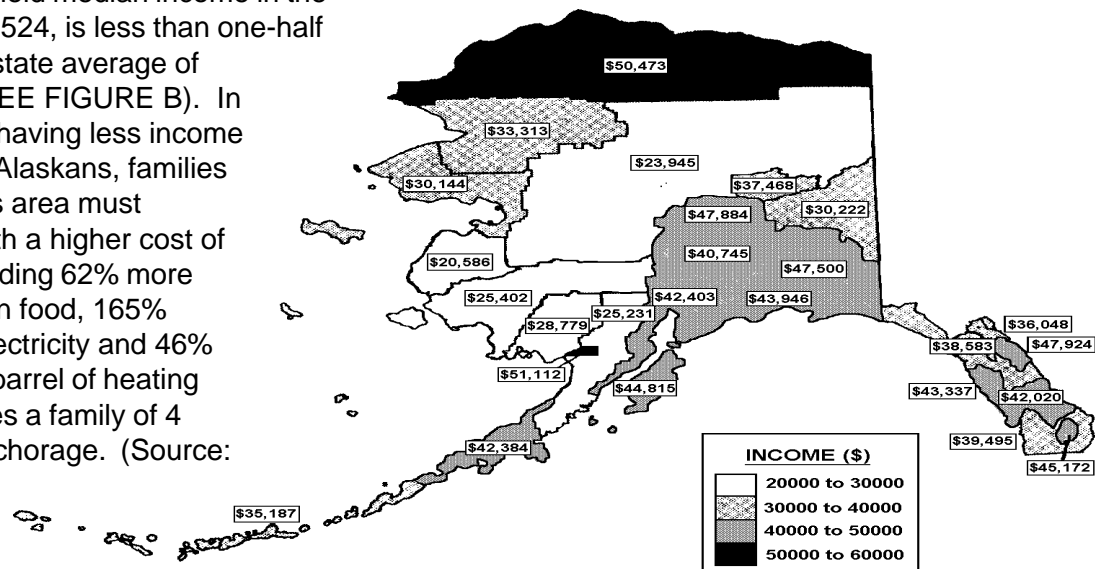 median income in the
524, is less than one-half
state average of
EE FIGURE B). In
having less income
Alaskans, families
s area must
th a higher cost of
ding 62% more
n food, 165%
ectricity and 46%
barrel of heating
es a family of 4
chorage. (Source:
$50,473
$33,313
$23,945
$30,144
$37,468
$30,222
$47,884
$40,745
$20,586
$47,500
$25,402
$42,403
$43,946
$25,231
$28,779
$36,048
$38,583
$47,924
$51,112
$44,815
$43,337
$42,020
$42,384
$39,495
$45,172
$35,187
INCOME ($)
20000 to 30000
30000 to 40000
40000 to 50000
50000 to 60000